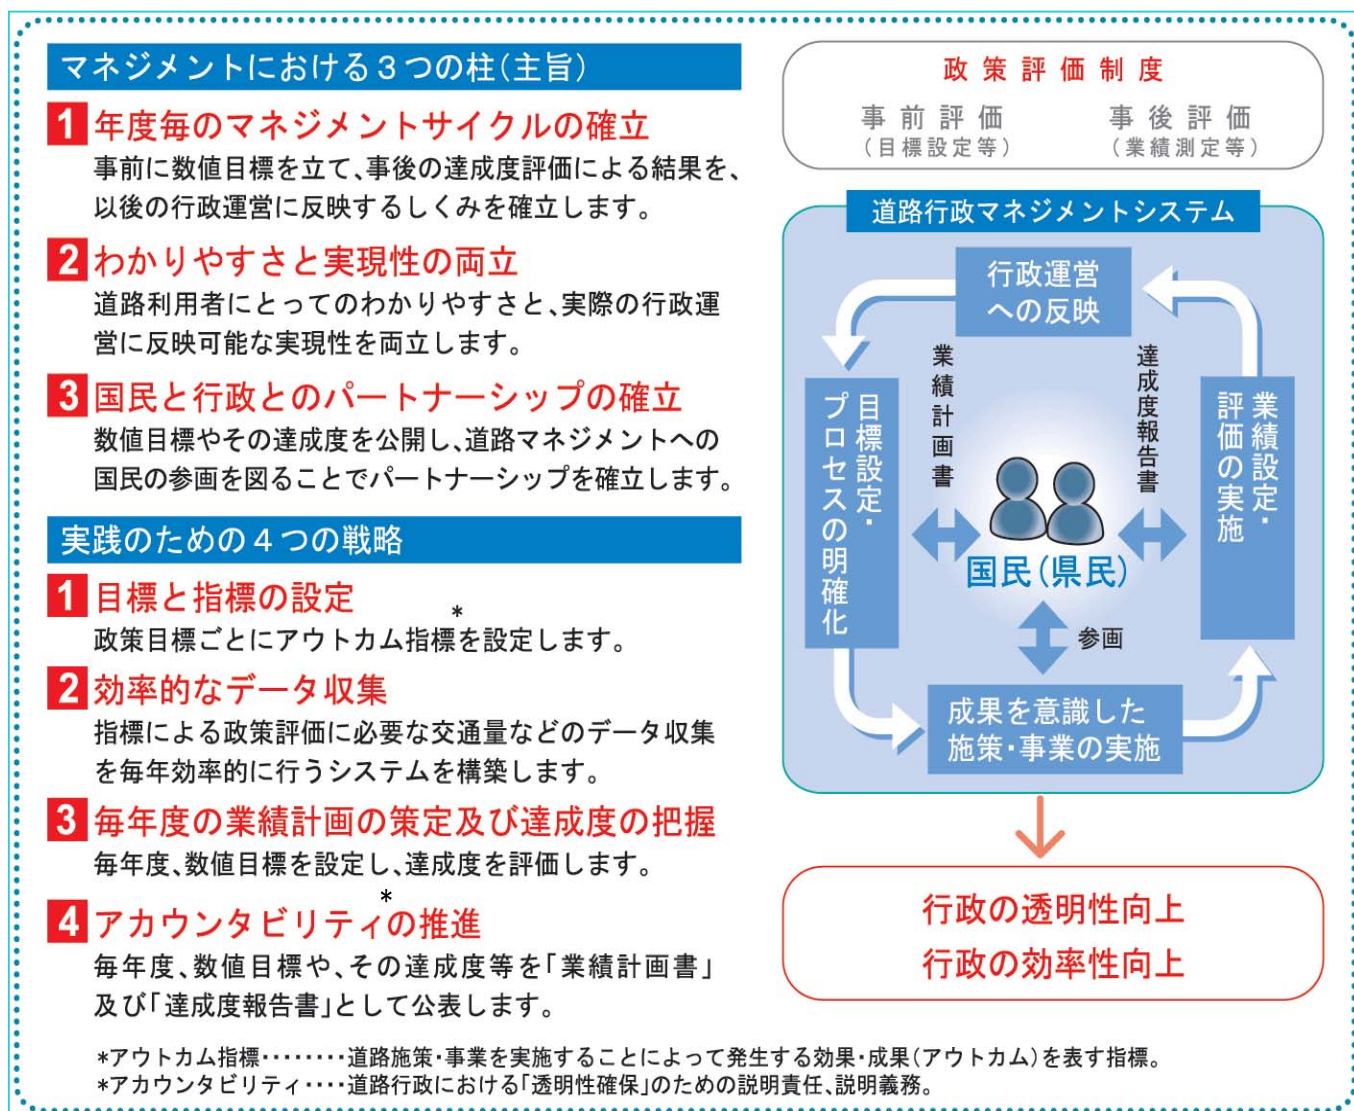 マネジメントにおける3つの柱(主旨)
1 年度毎のマネジメントサイクルの確立
事前に数値目標を立て、事後の達成度評価による結果を、
以後の行政運営に反映するしくみを確立します。
2 わかりやすさと実現性の両立
道路利用者にとってのわかりやすさと、実際の行政運
営に反映可能な実現性を両立します。
3 国民と行政とのパートナーシップの確立
数値目標やその達成度を公開し、道路マネジメントへの
国民の参画を図ることでパートナーシップを確立します。
実践のための4つの戦略
1 目標と指標の設定
政策目標ごとにアウトカム指標*を設定します。
2 効率的なデータ収集
指標による政策評価に必要な交通量などのデータ収集
を毎年効率的に行うシステムを構築します。
3 毎年度の業績計画の策定及び達成度の把握
毎年度、数値目標を設定し、達成度を評価します。
4 アカウンタビリティ*の推進
毎年度、数値目標や、その達成度等を「業績計画書」
及び「達成度報告書」として公表します。
政策評価制度
事前評価 事後評価
(目標設定等) (業績測定等)
道路行政マネジメントシステム
行政運営
への反映
業績計画書
達成度報告書
目標設定・
プロセスの明確化
業績設定・
評価の実施
国民(県民)
参画
成果を意識した
施策・事業の実施
行政の透明性向上
行政の効率性向上
*アウトカム指標・・・・・・・・道路施策・事業を実施することによって発生する効果・成果(アウトカム)を表す指標。
*アカウンタビリティ・・・・道路行政における「透明性確保」のための説明責任、説明義務。